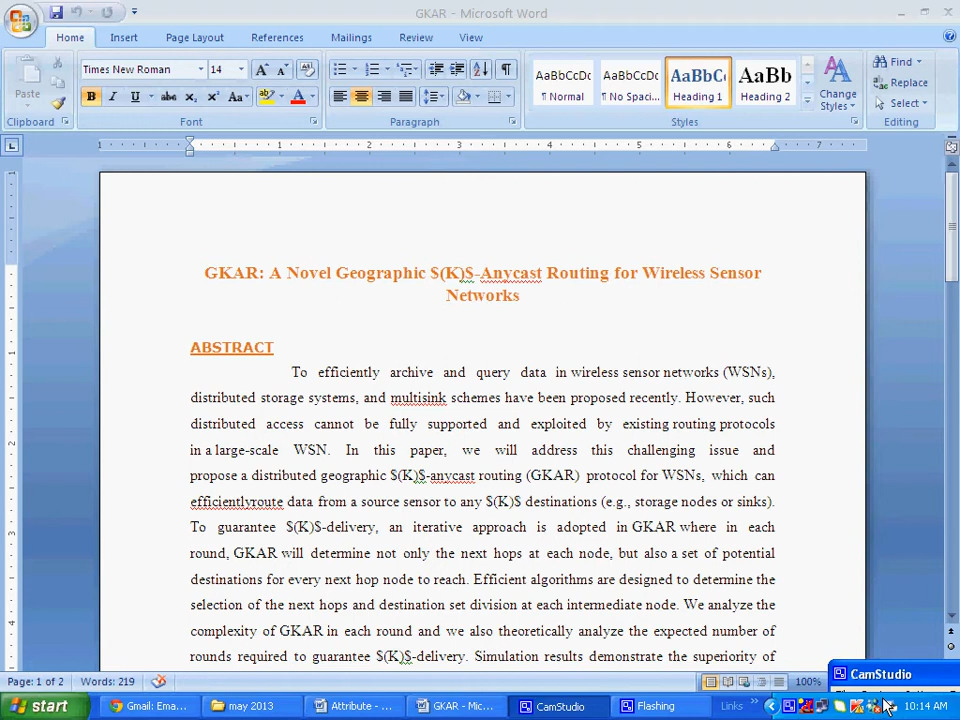 GKAR - Microsoft Word
Home Insert Page Layout References Mailings Review View
Paste
Times New Roman 14
B I U abc x₂ x² Aa
AaBbCcDc AaBbCcDc AaBbC AaBb
¶ Normal ¶ No Spaci... Heading 1 Heading 2
Change Styles
Find
Replace
Select
Clipboard Font Paragraph Styles Editing
1 1 2 3 4 5 6 7
GKAR: A Novel Geographic $(K)$-Anycast Routing for Wireless Sensor
Networks
ABSTRACT
To efficiently archive and query data in wireless sensor networks (WSNs),
distributed storage systems, and multisink schemes have been proposed recently. However, such
distributed access cannot be fully supported and exploited by existing routing protocols
in a large-scale WSN. In this paper, we will address this challenging issue and
propose a distributed geographic $(K)$-anycast routing (GKAR) protocol for WSNs, which can
efficientlyroute data from a source sensor to any $(K)$ destinations (e.g., storage nodes or sinks).
To guarantee $(K)$-delivery, an iterative approach is adopted in GKAR where in each
round, GKAR will determine not only the next hops at each node, but also a set of potential
destinations for every next hop node to reach. Efficient algorithms are designed to determine the
selection of the next hops and destination set division at each intermediate node. We analyze the
complexity of GKAR in each round and we also theoretically analyze the expected number of
rounds required to guarantee $(K)$-delivery. Simulation results demonstrate the superiority of
CamStudio
Page: 1 of 2 Words: 219 100%
start Gmail: Ema... may 2013 Attribute - ... GKAR - Mic... CamStudio Flashing Links 10:14 AM